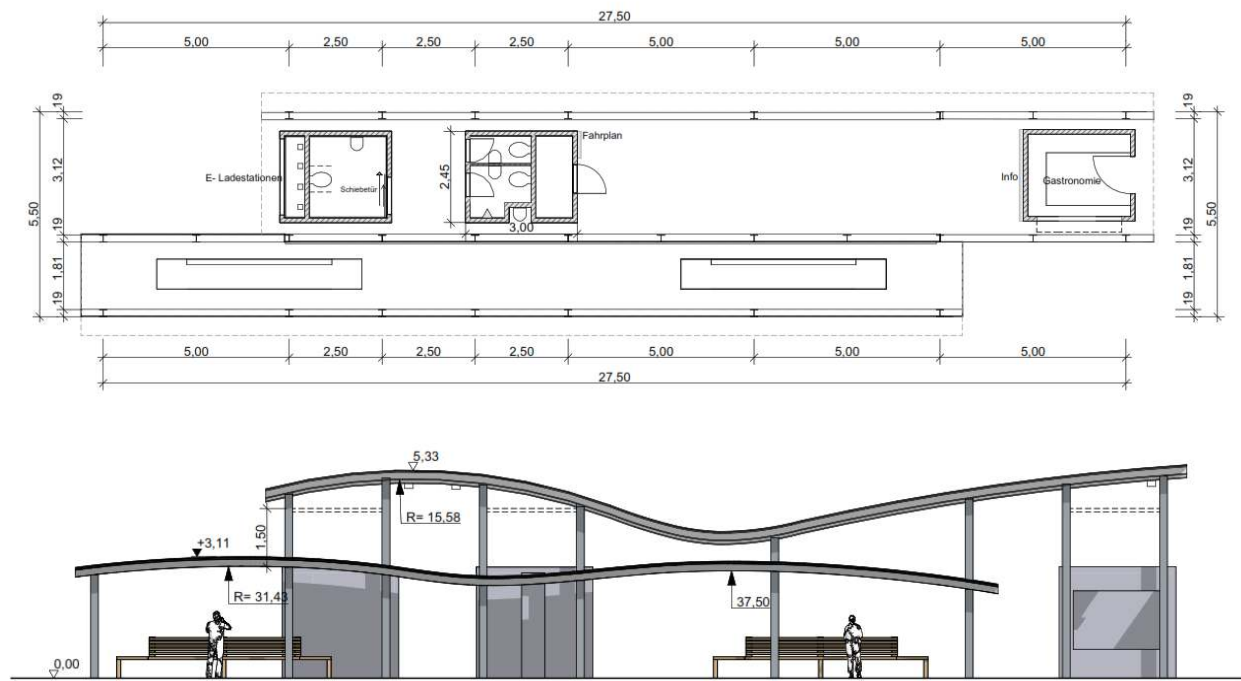 27,50
5,00 2,50 2,50 2,50 5,00 5,00 5,00
19 3,12 19 1,81 19
5,50
E- Ladestationen
Schiebetür
2,45
3,00
Fahrplan
Info
Gastronomie
19 3,12 19 1,81 19
5,50
5,00 2,50 2,50 2,50 5,00 5,00 5,00
27,50
5,33
R= 15,58
1,50
+3,11
R= 31,43
37,50
0,00